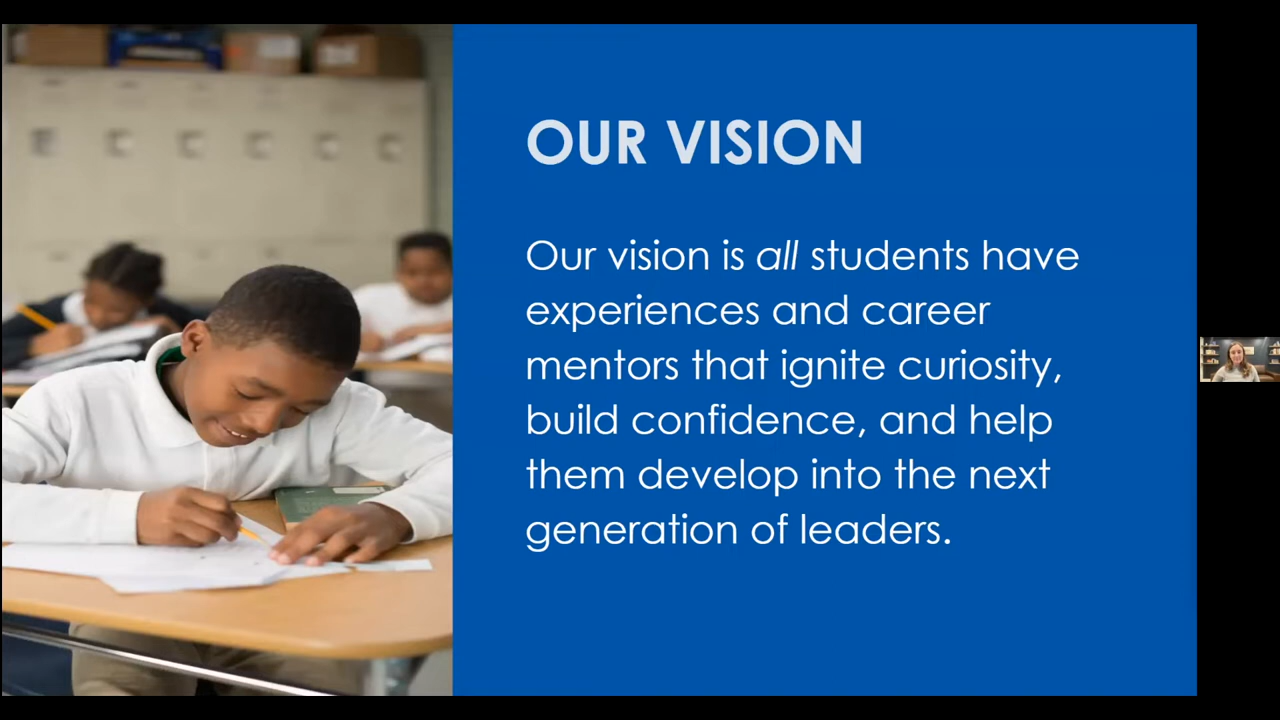 OUR VISION
Our vision is all students have
experiences and career
mentors that ignite curiosity,
build confidence, and help
them develop into the next
generation of leaders.